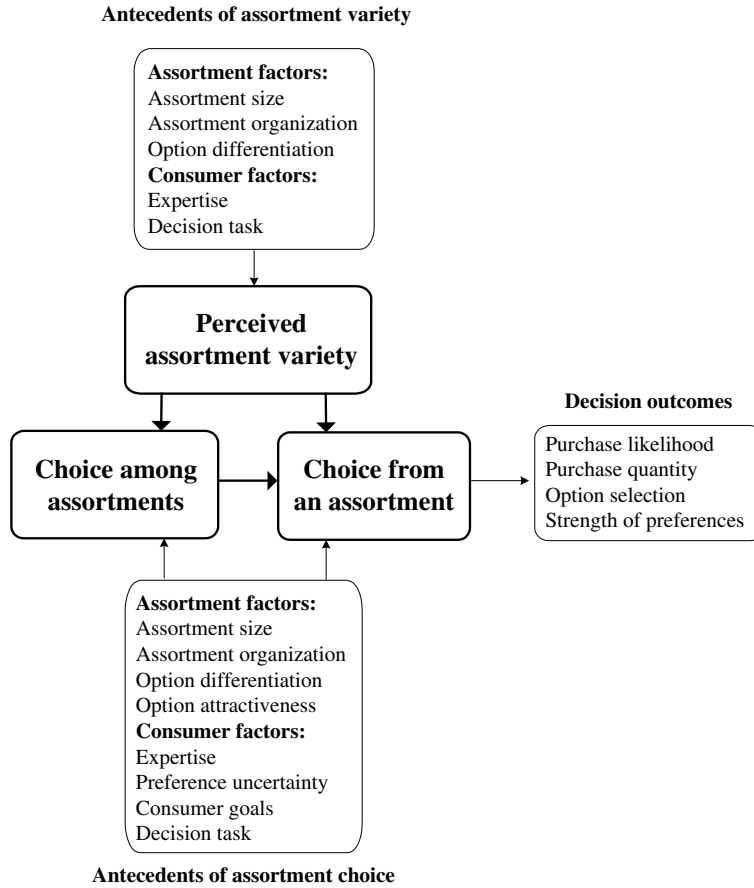 Antecedents of assortment variety
Assortment factors:
Assortment size
Assortment organization
Option differentiation
Consumer factors:
Expertise
Decision task
Perceived
assortment variety
Choice among
assortments
Choice from
an assortment
Decision outcomes
Purchase likelihood
Purchase quantity
Option selection
Strength of preferences
Assortment factors:
Assortment size
Assortment organization
Option differentiation
Option attractiveness
Consumer factors:
Expertise
Preference uncertainty
Consumer goals
Decision task
Antecedents of assortment choice